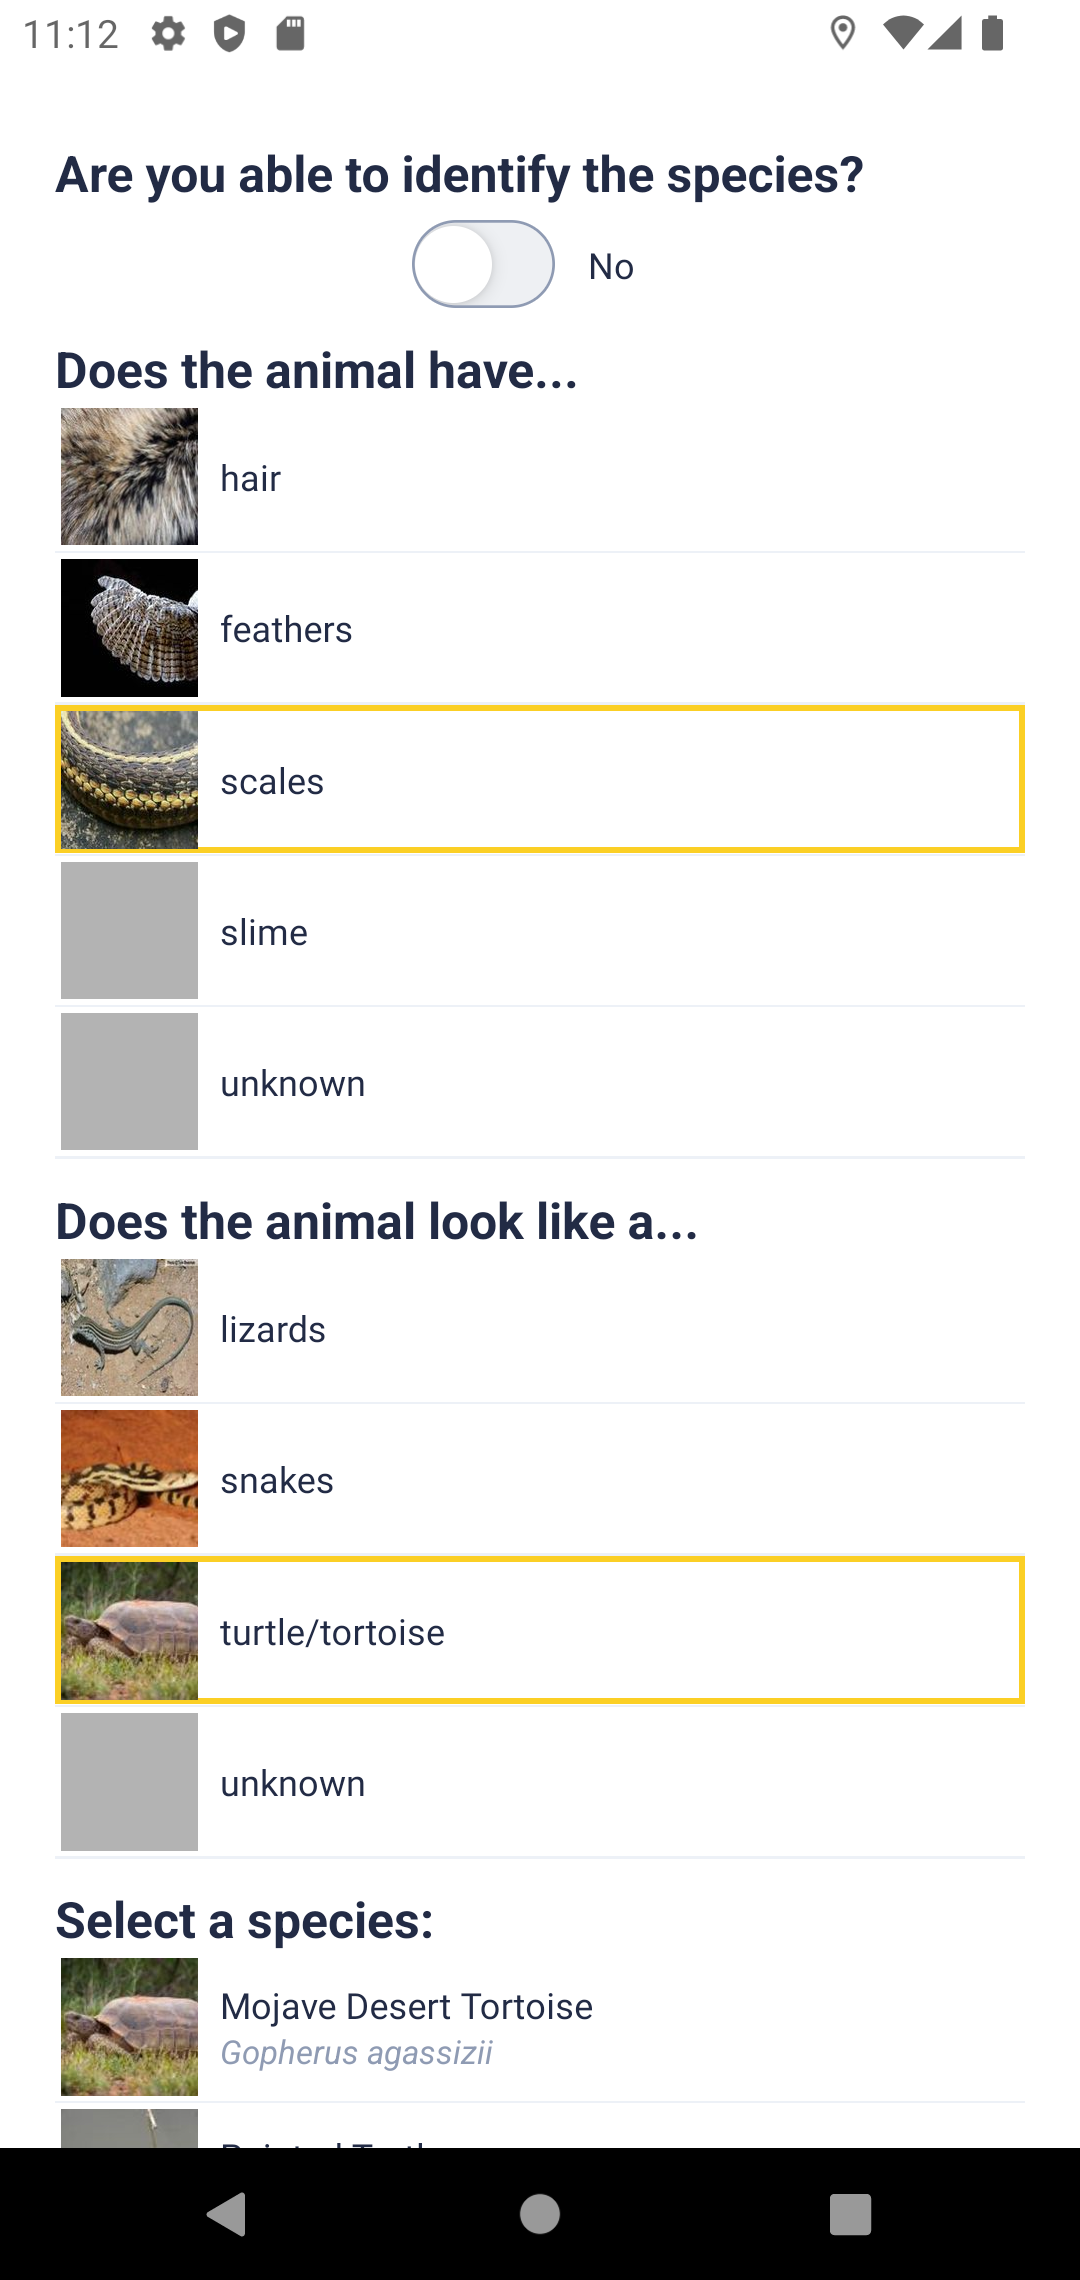 11:12
Are you able to identify the species?
No
Does the animal have...
hair
feathers
scales
slime
unknown
Does the animal look like a...
lizards
snakes
turtle/tortoise
unknown
Select a species:
Mojave Desert Tortoise
Gopherus agassizii